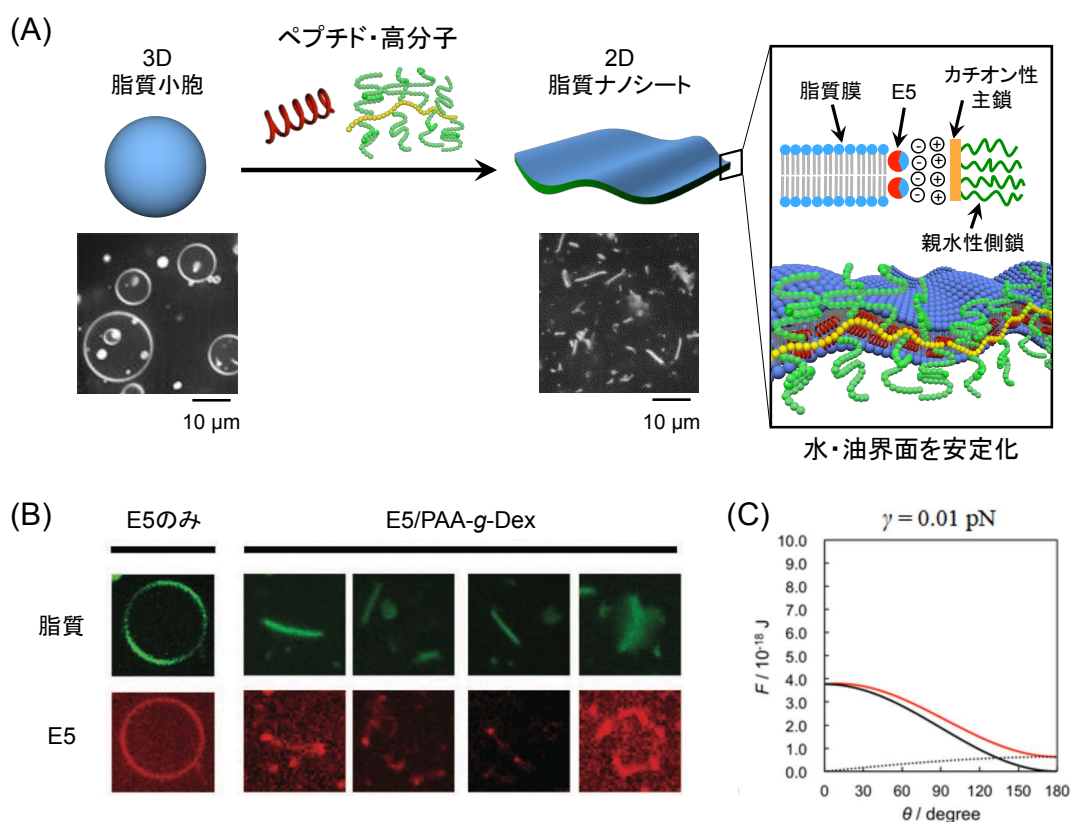 (A)
3D
脂質小胞
ペプチド・高分子
2D
脂質ナノシート
脂質膜
E5
カチオン性
主鎖
- +
- +
- +
- +
親水性側鎖
10 μm
10 μm
水・油界面を安定化
(B)
E5のみ
E5/PAA-g-Dex
脂質
E5
(C)
γ = 0.01 pN
F / 10⁻¹⁸ J
10.0
9.0
8.0
7.0
6.0
5.0
4.0
3.0
2.0
1.0
0.0
0 30 60 90 120 150 180
θ / degree